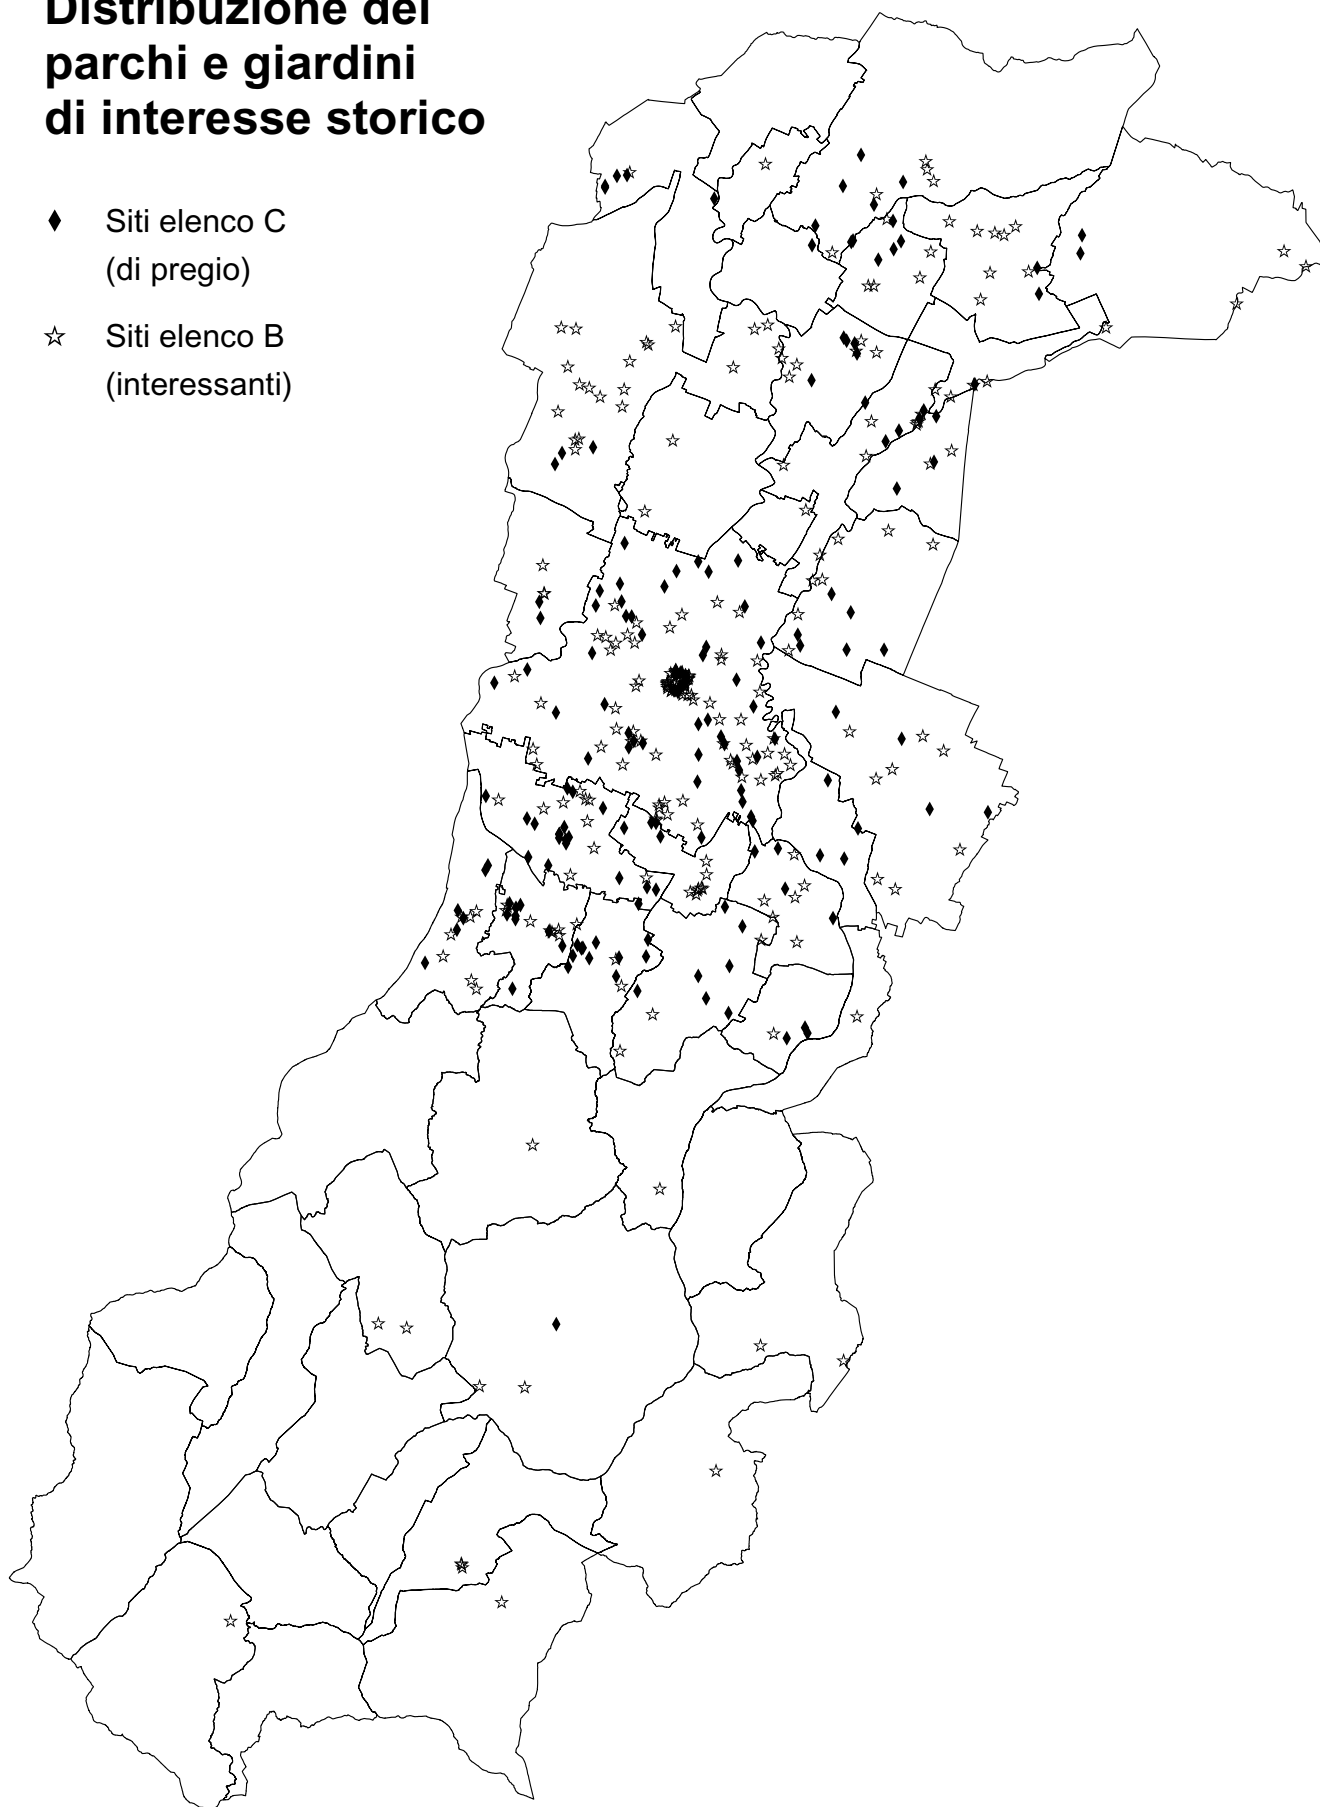 Distribuzione dei
parchi e giardini
di interesse storico
Siti elenco C
(di pregio)
Siti elenco B
(interessanti)